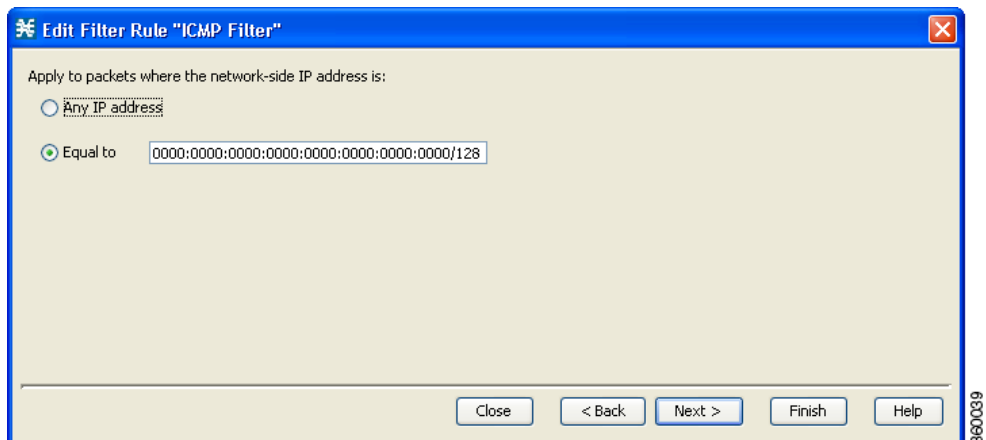 Edit Filter Rule "ICMP Filter"
Apply to packets where the network-side IP address is:
Any IP address
Equal to 0000:0000:0000:0000:0000:0000:0000:0000/128
Close < Back Next > Finish Help
360039